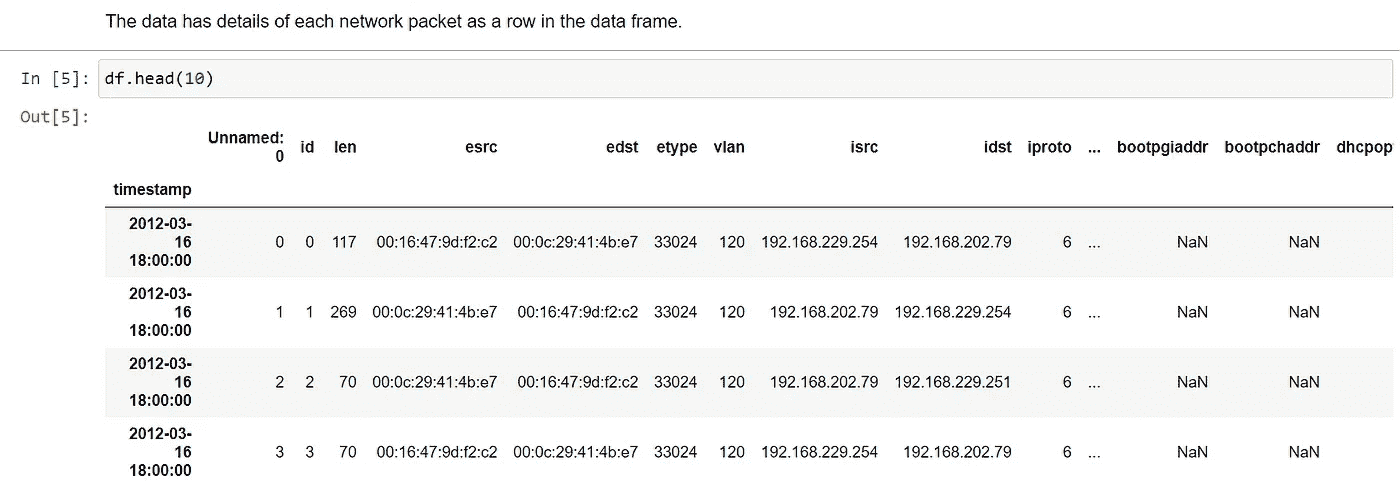 The data has details of each network packet as a row in the data frame.
In [5]: df.head(10)
Out[5]:
Unnamed: 0 id len esrc edst etype vlan isrc idst iproto ... bootpgiaddr bootpchaddr dhcpop
timestamp
2012-03-16 18:00:00 0 0 117 00:16:47:9d:f2:c2 00:0c:29:41:4b:e7 33024 120 192.168.229.254 192.168.202.79 6 ... NaN NaN
2012-03-16 18:00:00 1 1 269 00:0c:29:41:4b:e7 00:16:47:9d:f2:c2 33024 120 192.168.202.79 192.168.229.254 6 ... NaN NaN
2012-03-16 18:00:00 2 2 70 00:0c:29:41:4b:e7 00:16:47:9d:f2:c2 33024 120 192.168.202.79 192.168.229.251 6 ... NaN NaN
2012-03-16 18:00:00 3 3 70 00:16:47:9d:f2:c2 00:0c:29:41:4b:e7 33024 120 192.168.229.254 192.168.202.79 6 ... NaN NaN